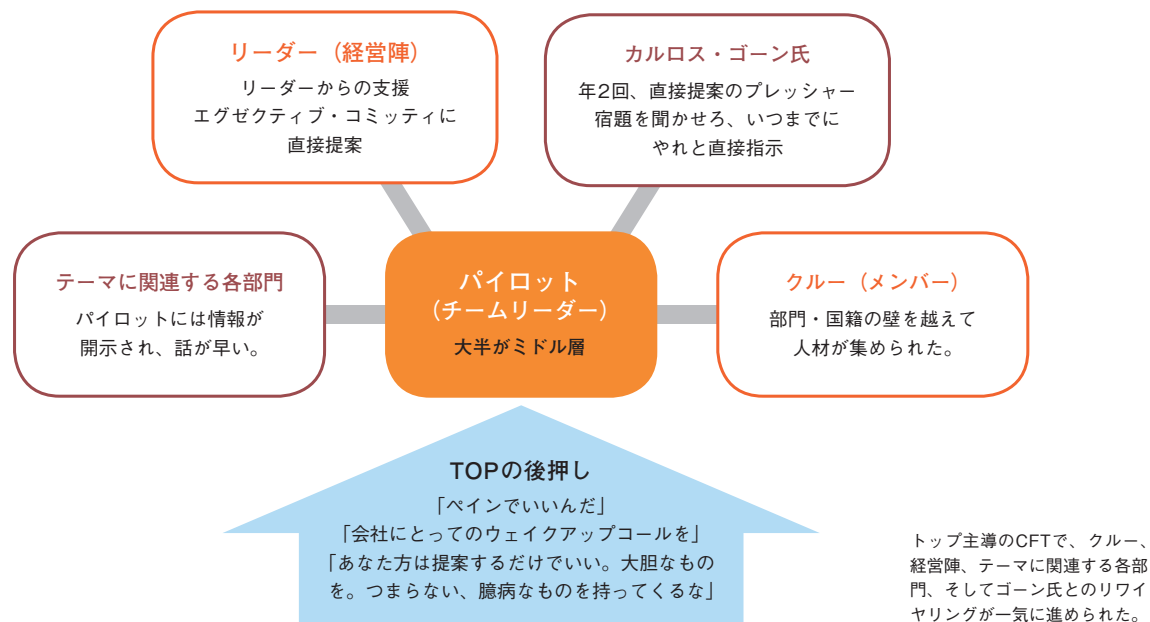 リーダー（経営陣）
リーダーからの支援
エグゼクティブ・コミッティに
直接提案
カルロス・ゴーン氏
年2回、直接提案のプレッシャー
宿題を聞かせろ、いつまでに
やれと直接指示
テーマに関連する各部門
パイロットには情報が
開示され、話が早い。
パイロット
（チームリーダー）
大半がミドル層
クルー（メンバー）
部門・国籍の壁を越えて
人材が集められた。
TOPの後押し
「ペインでいいんだ」
「会社にとってのウェイクアップコールを」
「あなた方は提案するだけでいい。大胆なもの
を。つまらない、臆病なものを持ってくるな」
トップ主導のCFTで、クルー、
経営陣、テーマに関連する各部
門、そしてゴーン氏とのリワイ
ヤリングが一気に進められた。